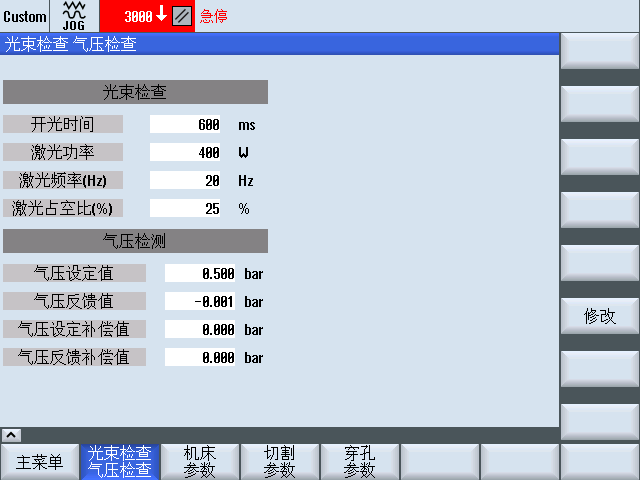 Custom
JOG
3000
急停
光束检查 气压检查
光束检查
开光时间 600 ms
激光功率 400 W
激光频率(Hz) 20 Hz
激光占空比(%) 25 %
气压检测
气压设定值 0.500 bar
气压反馈值 -0.001 bar
气压设定补偿值 0.000 bar
气压反馈补偿值 0.000 bar
修改
主菜单
光束检查
气压检查
机床
参数
切割
参数
穿孔
参数